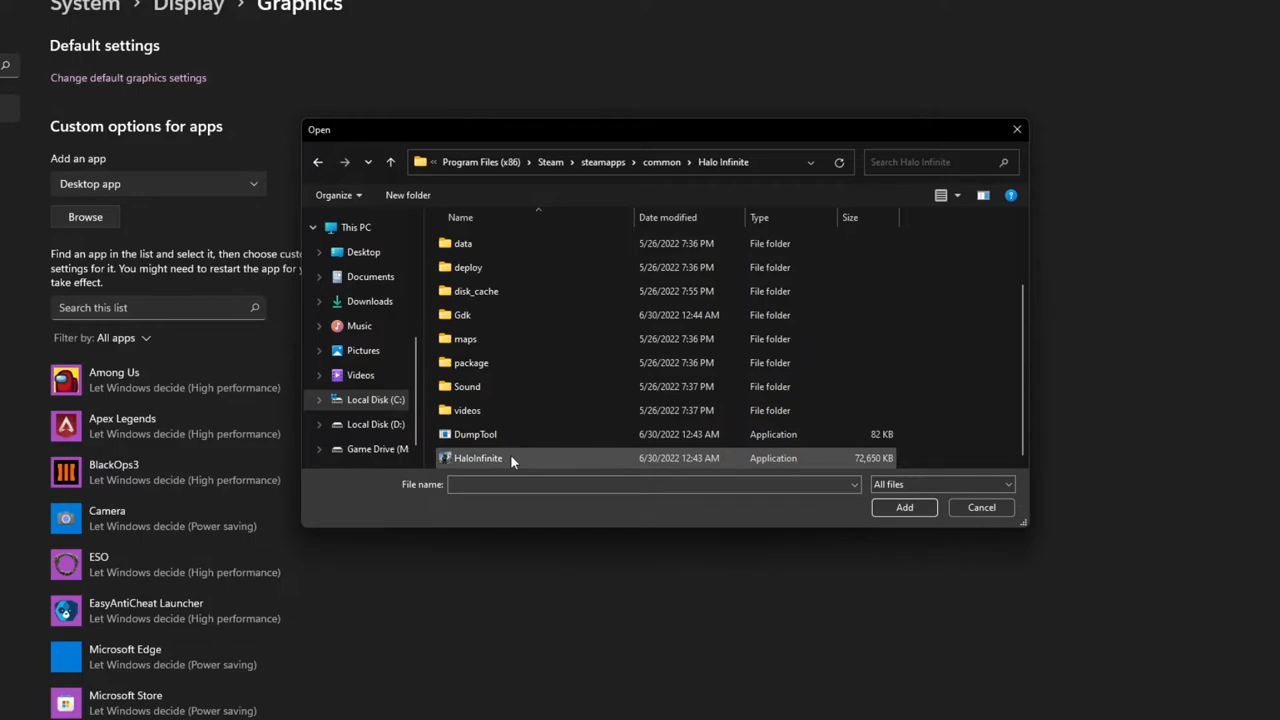 System > Display > Graphics
Default settings
Change default graphics settings
Custom options for apps
Add an app
Desktop app
Browse
Find an app in the list and select it, then choose custo
settings for it. You might need to restart the app for y
take effect.
Search this list
Filter by: All apps
Among Us
Let Windows decide (High performance)
Apex Legends
Let Windows decide (High performance)
BlackOps3
Let Windows decide (High performance)
Camera
Let Windows decide (Power saving)
ESO
Let Windows decide (High performance)
EasyAntiCheat Launcher
Let Windows decide (High performance)
Microsoft Edge
Let Windows decide (Power saving)
Microsoft Store
Let Windows decide (Power saving)
Open
« Program Files (x86) > Steam > steamapps > common > Halo Infinite
Search Halo Infinite
Organize
New folder
This PC
Desktop
Documents
Downloads
Music
Pictures
Videos
Local Disk (C:)
Local Disk (D:)
Game Drive (M
Name Date modified Type Size
data 5/26/2022 7:36 PM File folder
deploy 5/26/2022 7:36 PM File folder
disk_cache 5/26/2022 7:55 PM File folder
Gdk 6/30/2022 12:44 AM File folder
maps 5/26/2022 7:36 PM File folder
package 5/26/2022 7:36 PM File folder
Sound 5/26/2022 7:37 PM File folder
videos 5/26/2022 7:37 PM File folder
DumpTool 6/30/2022 12:43 AM Application 82 KB
HaloInfinite 6/30/2022 12:43 AM Application 72,650 KB
File name:
All files
Add
Cancel